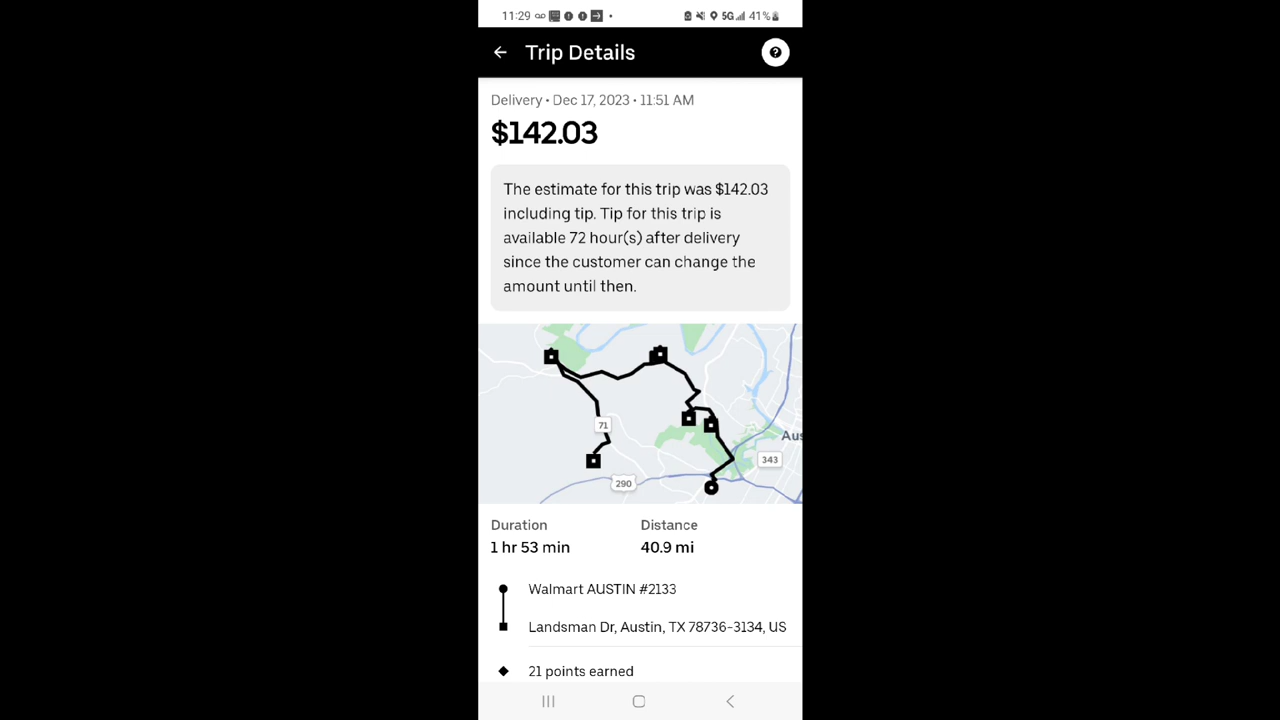 11:29
5G 41%
Trip Details
Delivery • Dec 17, 2023 • 11:51 AM
$142.03
The estimate for this trip was $142.03
including tip. Tip for this trip is
available 72 hour(s) after delivery
since the customer can change the
amount until then.
71
Aus
343
290
Duration
Distance
1 hr 53 min
40.9 mi
Walmart AUSTIN #2133
Landsman Dr, Austin, TX 78736-3134, US
21 points earned